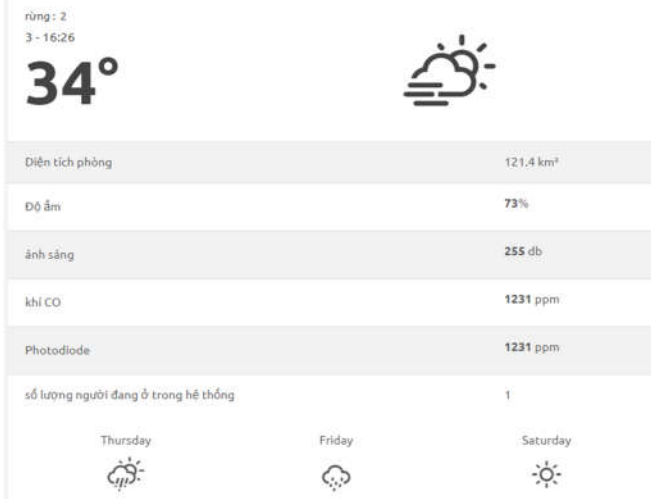 rừng : 2
3 - 16:26
34°
Diện tích phòng 121.4 km²
Độ ẩm 73%
ánh sáng 255 db
khí CO 1231 ppm
Photodiode 1231 ppm
số lượng người đang ở trong hệ thống 1
Thursday Friday Saturday